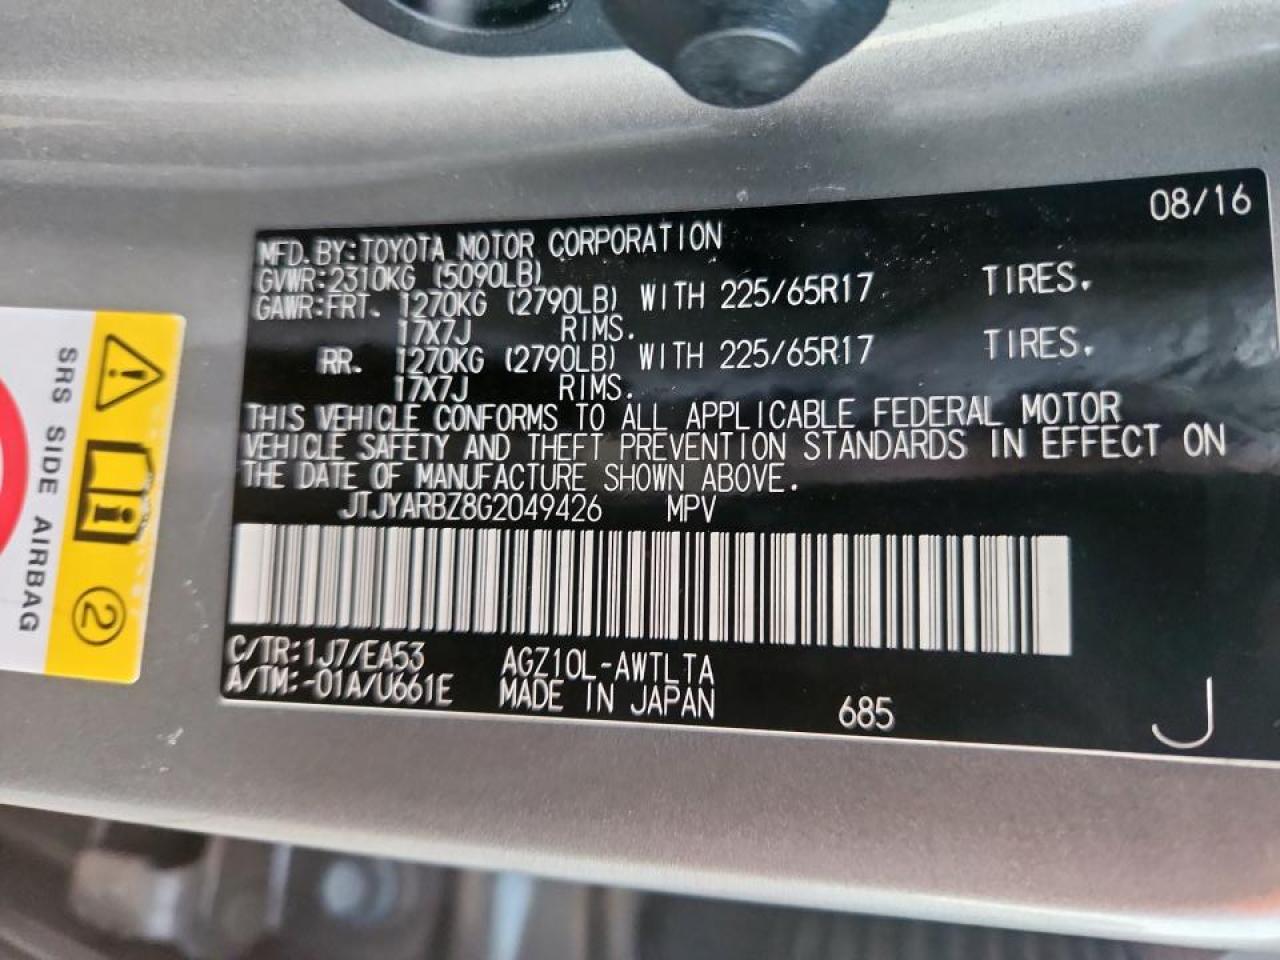 08/16
MFD. BY: TOYOTA MOTOR CORPORATION
GVWR: 2310KG (5090LB)
GAWR: FRT. 1270KG (2790LB) WITH 225/65R17 TIRES.
17X7J RIMS.
RR. 1270KG (2790LB) WITH 225/65R17 TIRES.
17X7J RIMS.
THIS VEHICLE CONFORMS TO ALL APPLICABLE FEDERAL MOTOR
VEHICLE SAFETY AND THEFT PREVENTION STANDARDS IN EFFECT ON
THE DATE OF MANUFACTURE SHOWN ABOVE.
JTJYARBZ8G2049426 MPV
C/TR: 1J7/EA53 AGZ10L-AWTLTA
A/TM: -01A/U661E MADE IN JAPAN 685
J
SRS SIDE AIRBAG
2